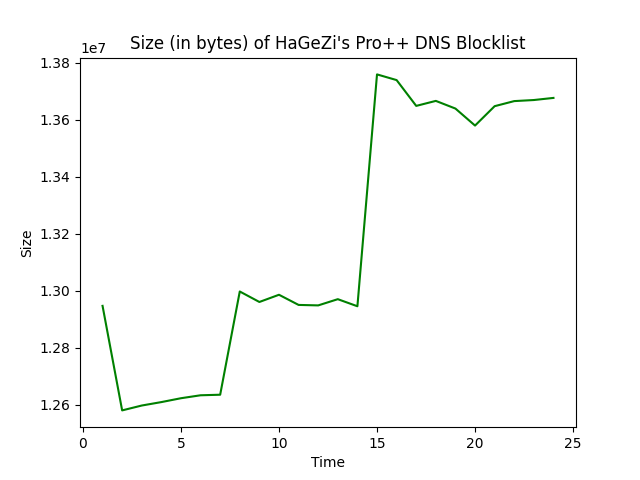 Size (in bytes) of HaGeZi's Pro++ DNS Blocklist
1e7
1.38
1.36
1.34
1.32
1.30
1.28
1.26
Size
0 5 10 15 20 25
Time